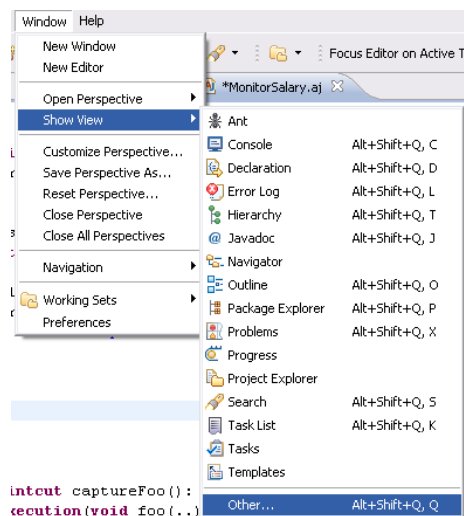 Window Help
New Window
New Editor
Focus Editor on Active T
*MonitorSalary.aj
Open Perspective
Show View
Customize Perspective...
Save Perspective As...
Reset Perspective...
Close Perspective
Close All Perspectives
Navigation
Working Sets
Preferences
Ant
Console Alt+Shift+Q, C
Declaration Alt+Shift+Q, D
Error Log Alt+Shift+Q, L
Hierarchy Alt+Shift+Q, T
Javadoc Alt+Shift+Q, J
Navigator
Outline Alt+Shift+Q, O
Package Explorer Alt+Shift+Q, P
Problems Alt+Shift+Q, X
Progress
Project Explorer
Search Alt+Shift+Q, S
Task List Alt+Shift+Q, K
Tasks
Templates
Other... Alt+Shift+Q, Q
intcut captureFoo():
xecution(void foo(..)